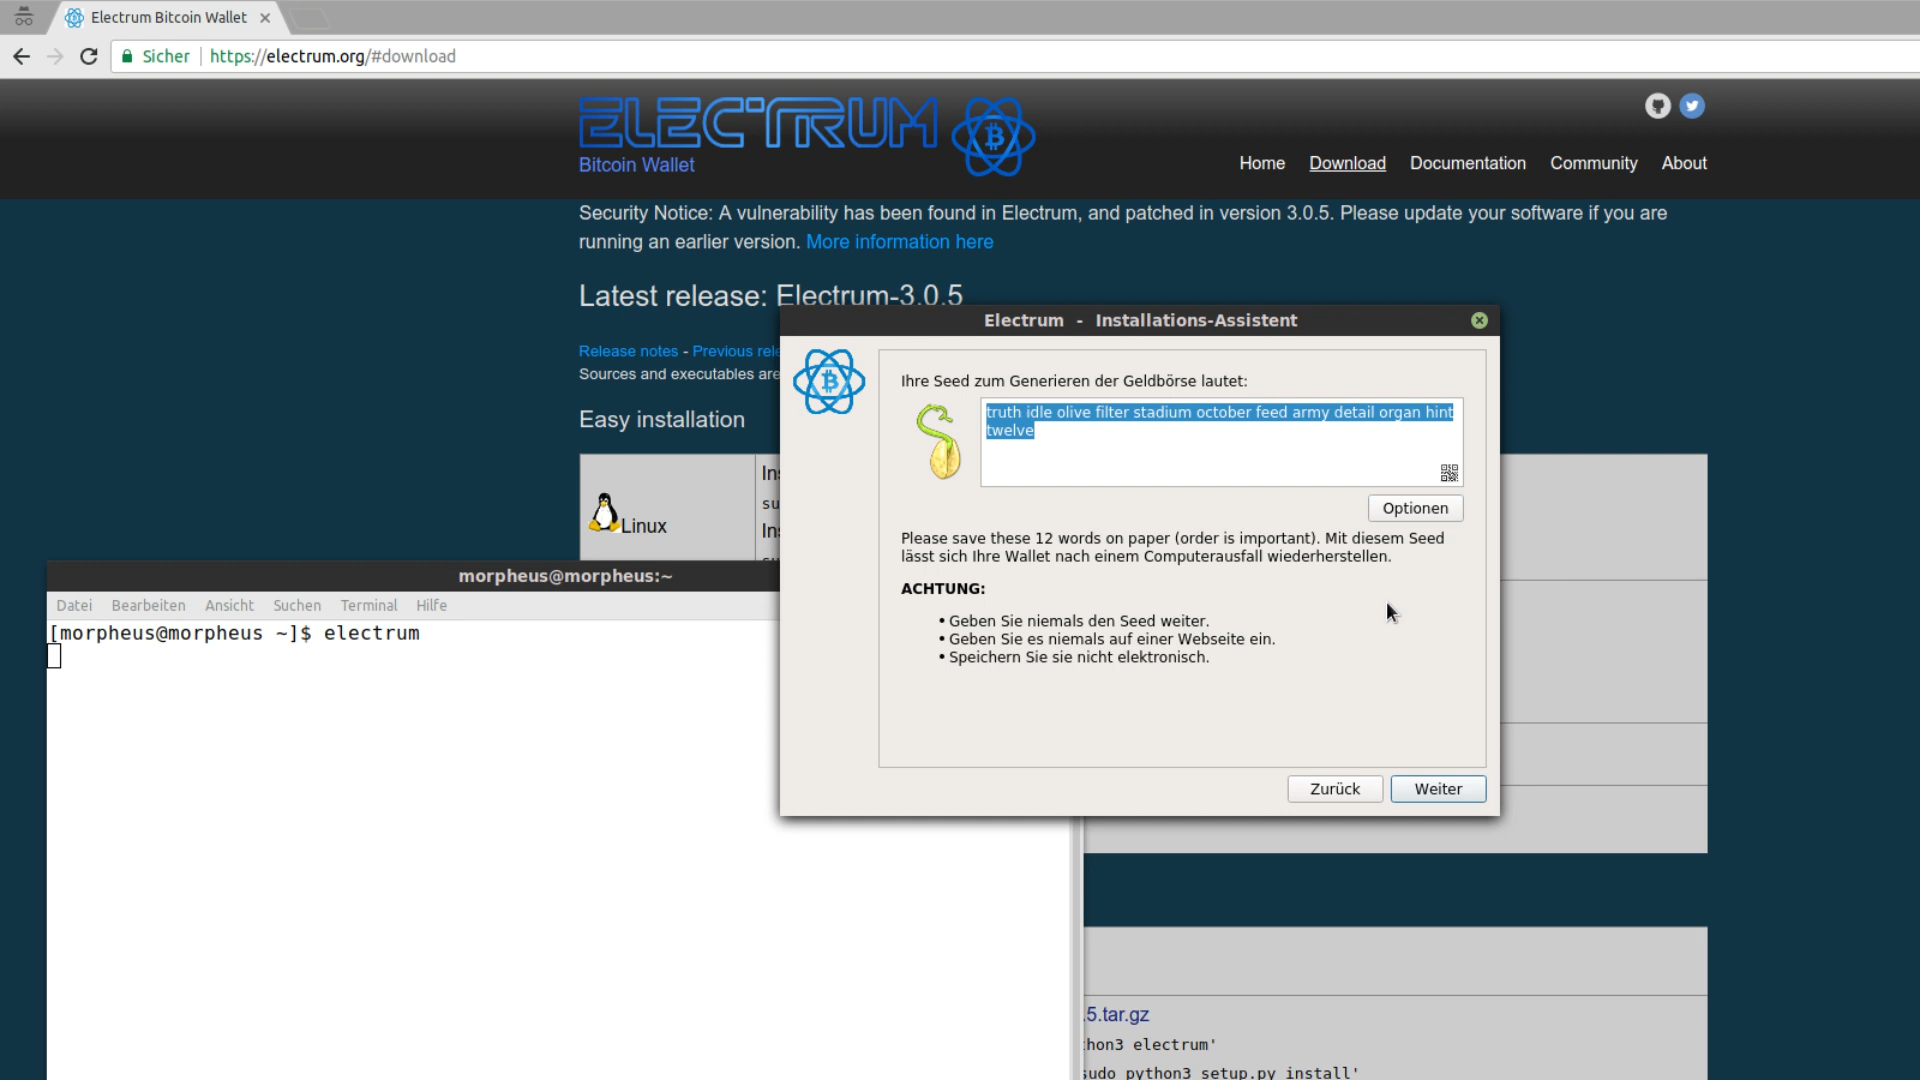 Electrum Bitcoin Wallet
Sicher
https://electrum.org/#download
ELECTRUM
Bitcoin Wallet
Home Download Documentation Community About
Security Notice: A vulnerability has been found in Electrum, and patched in version 3.0.5. Please update your software if you are
running an earlier version. More information here
Latest release: Electrum-3.0.5
Release notes - Previous
Sources and executables are
Easy installation
Linux
Electrum - Installations-Assistent
Ihre Seed zum Generieren der Geldbörse lautet:
truth idle olive filter stadium october feed army detail organ hint
twelve
Optionen
Please save these 12 words on paper (order is important). Mit diesem Seed
lässt sich Ihre Wallet nach einem Computerausfall wiederherstellen.
ACHTUNG:
• Geben Sie niemals den Seed weiter.
• Geben Sie es niemals auf einer Webseite ein.
• Speichern Sie sie nicht elektronisch.
Zurück Weiter
morpheus@morpheus:~
Datei Bearbeiten Ansicht Suchen Terminal Hilfe
[morpheus@morpheus ~]$ electrum
.5.tar.gz
thon3 electrum'
sudo python3 setup.py install'